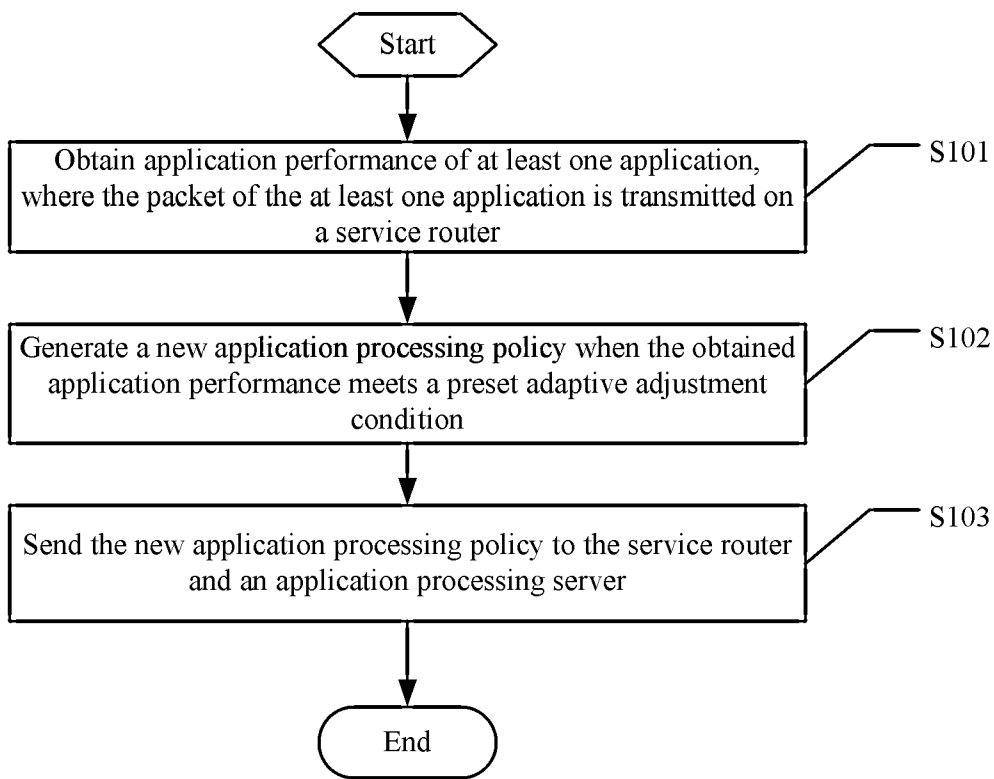 Start
Obtain application performance of at least one application,
where the packet of the at least one application is transmitted on
a service router
S101
Generate a new application processing policy when the obtained
application performance meets a preset adaptive adjustment
condition
S102
Send the new application processing policy to the service router
and an application processing server
S103
End